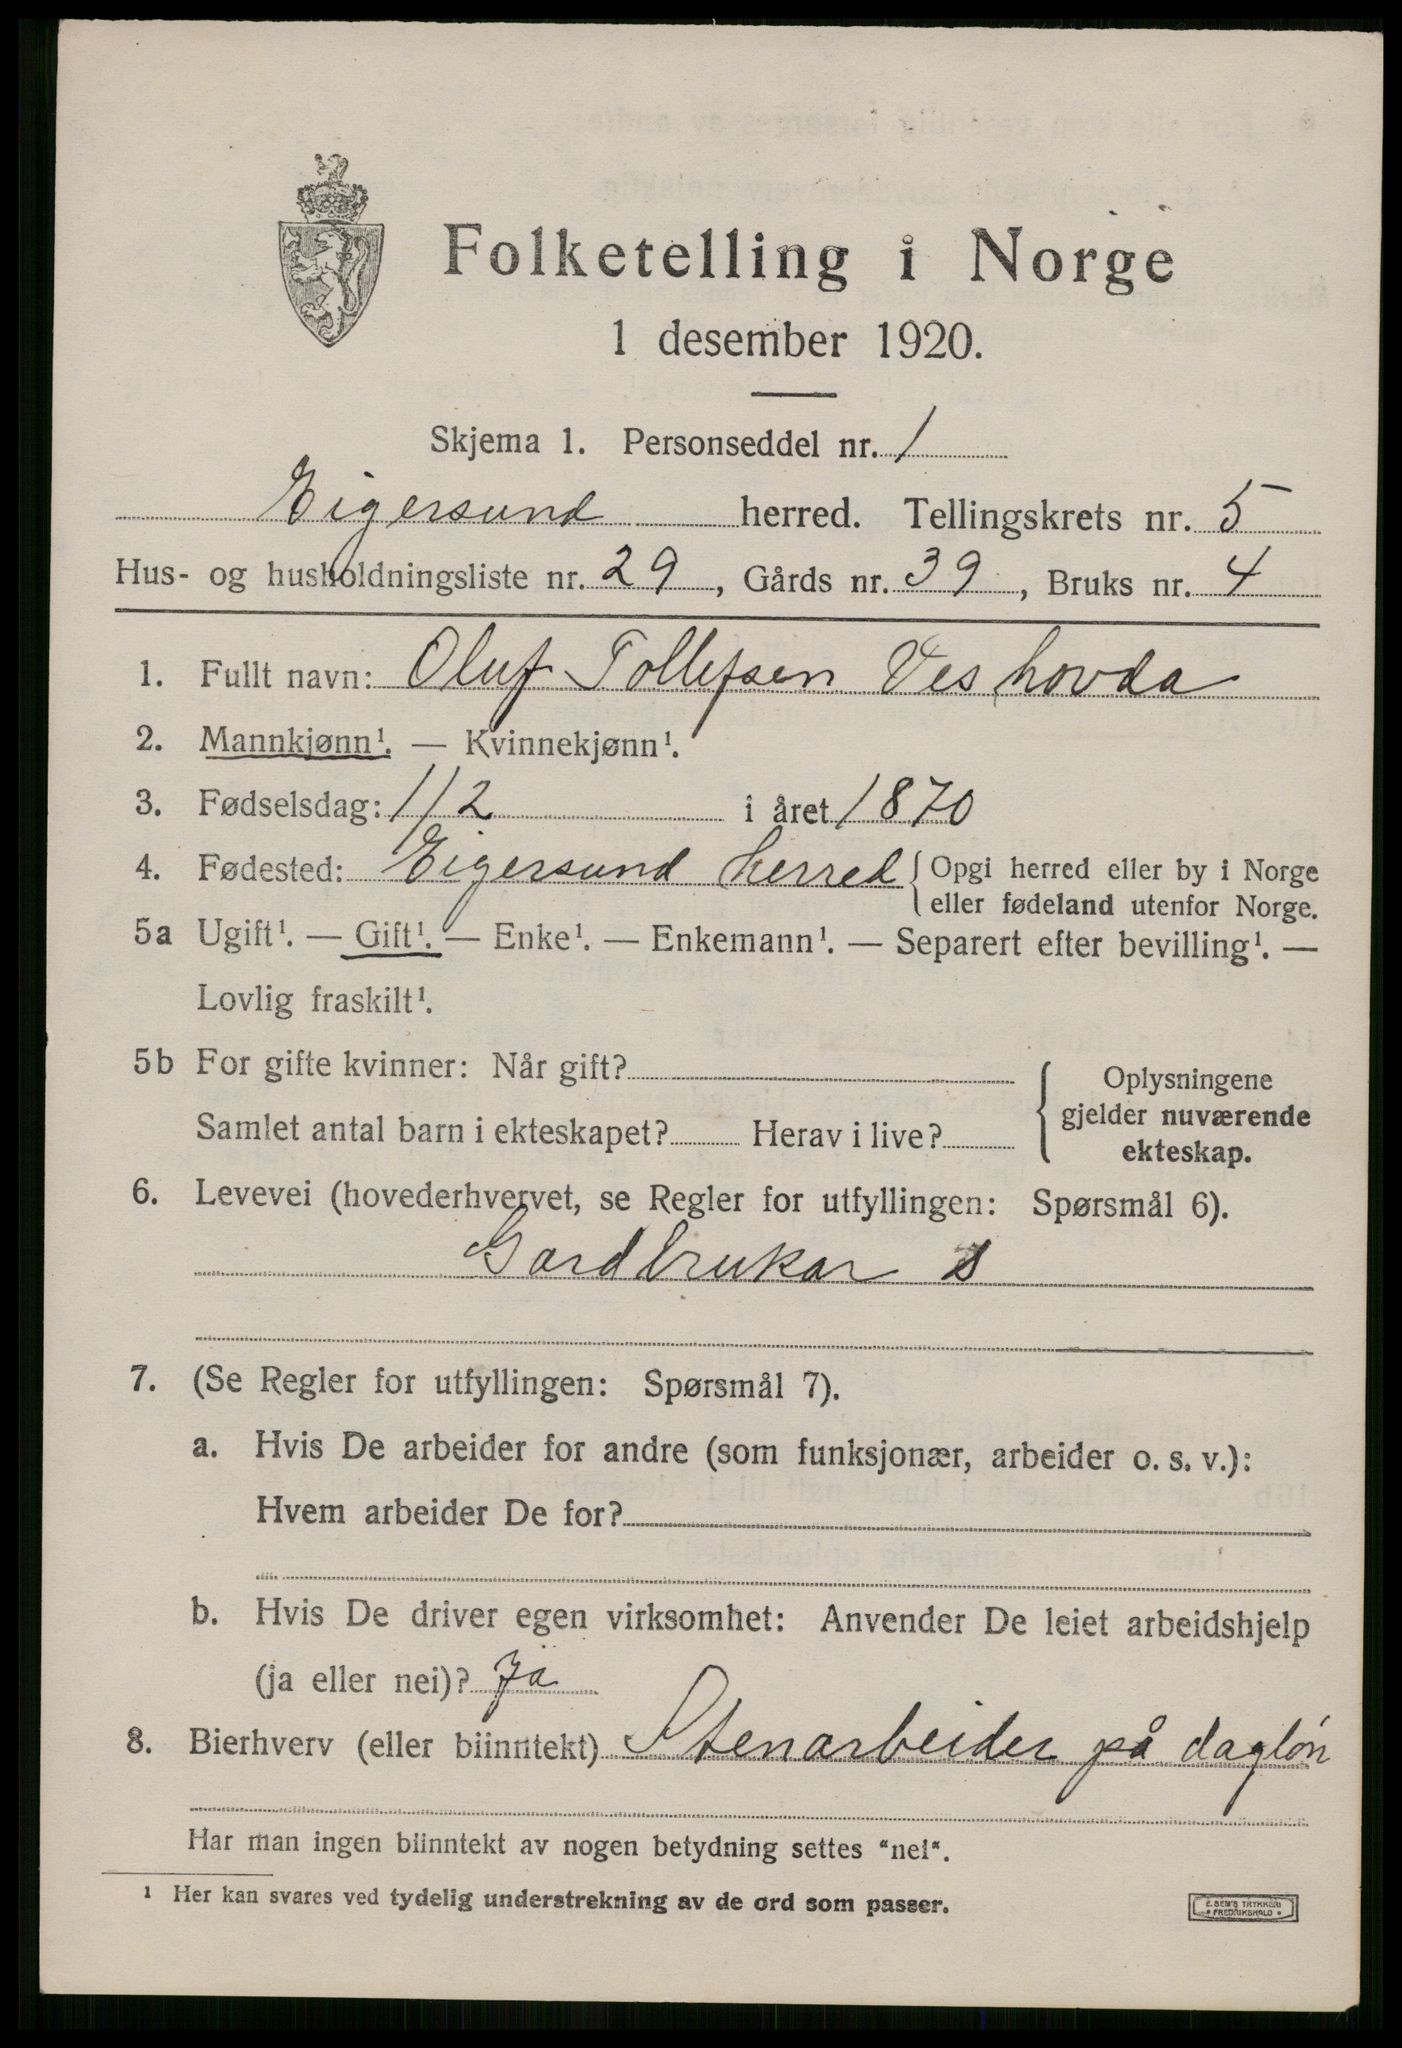 Folketelling i Norge
1 desember 1920.
Skjema 1. Personseddel nr. 1
Eigersund herred. Tellingskrets nr. 5
Hus- og husholdningsliste nr. 29, Gårds nr. 39, Bruks nr. 4
1. Fullt navn: Oluf Tollefsen Veshovda
2. Mannkjønn¹. — Kvinnekjønn¹.
3. Fødselsdag: 1/2 i året 1870
4. Fødested: Eigersund herred { Opgi herred eller by i Norge
eller fødeland utenfor Norge.
5a Ugift¹. — Gift¹. — Enke¹. — Enkemann¹. — Separert efter bevilling¹. —
Lovlig fraskilt¹.
5b For gifte kvinner: Når gift?
Samlet antal barn i ekteskapet? Herav i live?
{ Oplysningene
gjelder nuværende
ekteskap.
6. Levevei (hovederhvervet, se Regler for utfyllingen: Spørsmål 6).
Gardbrukar s
7. (Se Regler for utfyllingen: Spørsmål 7).
a. Hvis De arbeider for andre (som funksjonær, arbeider o. s. v.):
Hvem arbeider De for?
b. Hvis De driver egen virksomhet: Anvender De leiet arbeidshjelp
(ja eller nei)? Ja
8. Bierhverv (eller biinntekt) Stenarbeider på dagløn
Har man ingen biinntekt av nogen betydning settes "nei".
¹ Her kan svares ved tydelig understrekning av de ord som passer.
E. SEM'S TRYKKERI
* FREDRIKSHALD *